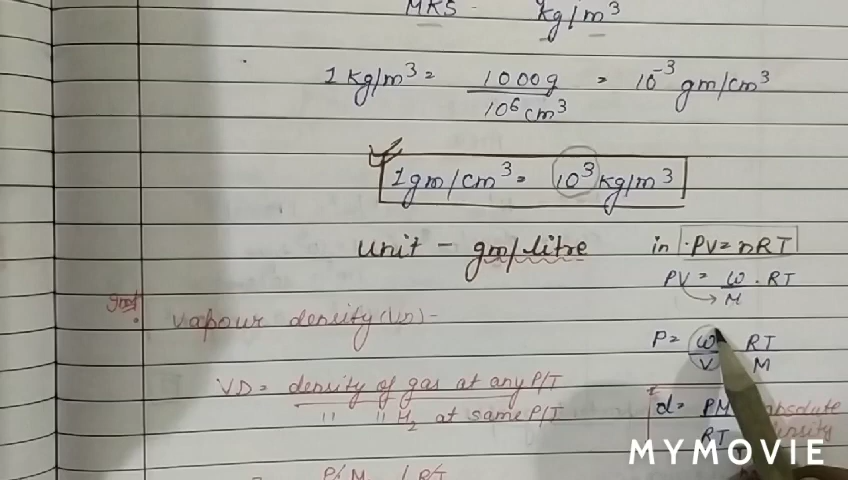 MKS - kg/m³
1 kg/m³ = 1000g / 10⁶ cm³ = 10⁻³ gm/cm³
1 gm/cm³ = 10³ kg/m³
unit - gm/litre in PV = nRT
PV = w/M . RT
Vapour density (VD) -
P = w/V RT/M
VD = density of gas at any P/T
" " H₂ at same P/T
d = PM/RT absolute density
MYMOVIE